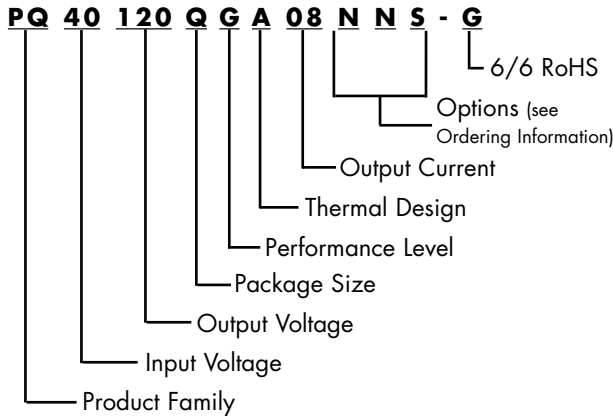 PQ 40 120 Q G A 08 N N S - G
6/6 RoHS
Options (see
Ordering Information)
Output Current
Thermal Design
Performance Level
Package Size
Output Voltage
Input Voltage
Product Family